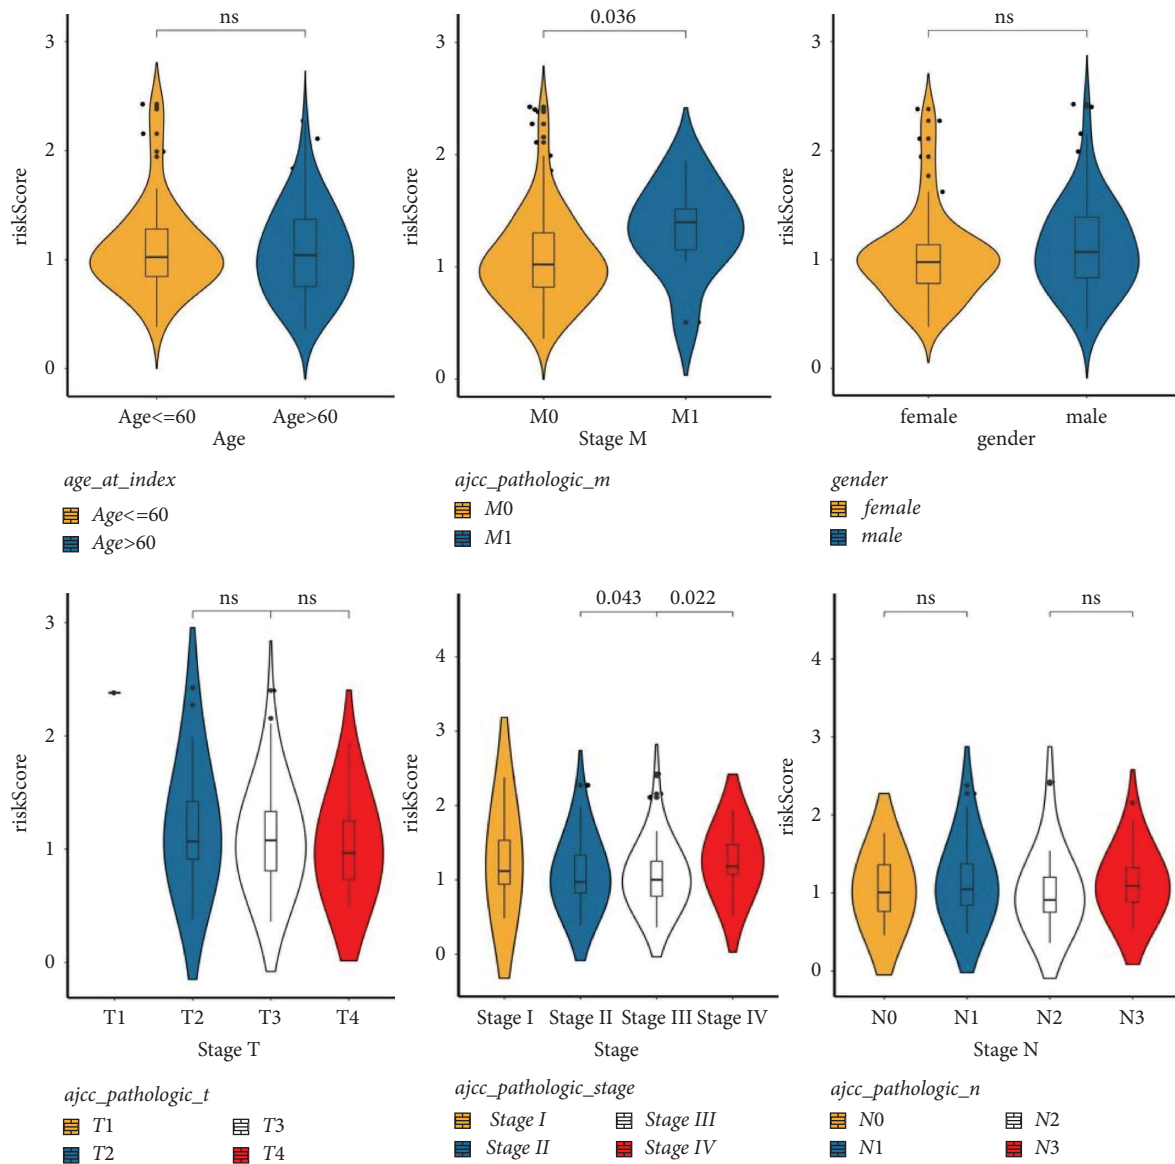 ns
3
2
1
0
riskScore
Age<=60 Age>60
Age
age_at_index
Age<=60
Age>60
0.036
3
2
1
0
riskScore
M0 M1
Stage M
ajcc_pathologic_m
M0
M1
ns
3
2
1
0
riskScore
female male
gender
gender
female
male
ns ns
3
2
1
0
riskScore
T1 T2 T3 T4
Stage T
ajcc_pathologic_t
T1 T3
T2 T4
0.043 0.022
4
3
2
1
0
riskScore
Stage I Stage II Stage III Stage IV
Stage
ajcc_pathologic_stage
Stage I Stage III
Stage II Stage IV
ns ns
4
3
2
1
0
riskScore
N0 N1 N2 N3
Stage N
ajcc_pathologic_n
N0 N2
N1 N3